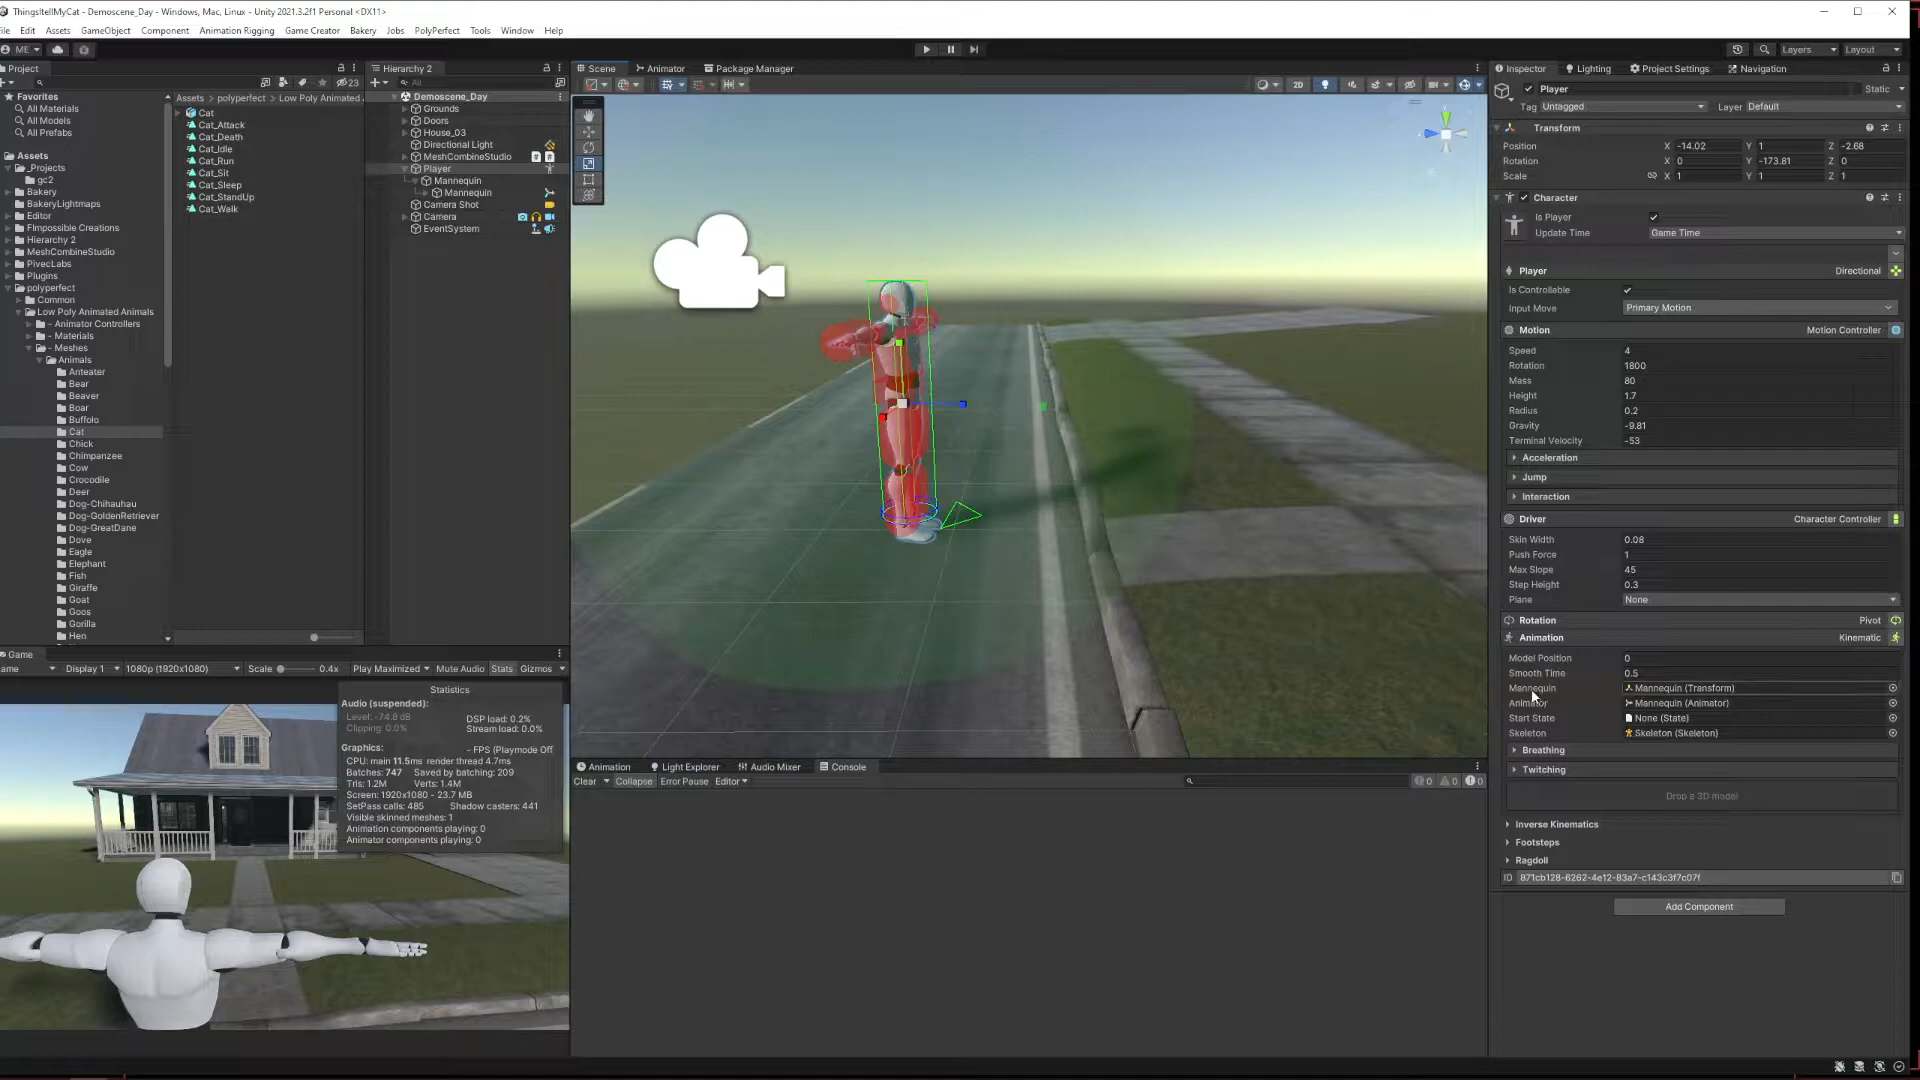 ThingsItellMyCat - Demoscene_Day - Windows, Mac, Linux - Unity 2021.3.2f1 Personal <DX11>
Edit Assets GameObject Component Animation Rigging Game Creator Bakery Jobs PolyPerfect Tools Window Help
ME
Layers Layout
Project
23
Favorites
All Materials
All Models
All Prefabs
Assets
_Projects
gc2
Bakery
BakeryLightmaps
Editor
FImpossible Creations
Hierarchy 2
MeshCombineStudio
PivecLabs
Plugins
polyperfect
Common
Low Poly Animated Animals
- Animator Controllers
- Materials
- Meshes
Animals
Anteater
Bear
Beaver
Boar
Buffolo
Cat
Chick
Chimpanzee
Cow
Crocodile
Deer
Dog-Chihauhau
Dog-GoldenRetriever
Dog-GreatDane
Dove
Eagle
Elephant
Fish
Giraffe
Goat
Goos
Gorilla
Hen
Assets polyperfect Low Poly Animated
Cat
Cat_Attack
Cat_Death
Cat_Idle
Cat_Run
Cat_Sit
Cat_Sleep
Cat_StandUp
Cat_Walk
Hierarchy 2
All
Demoscene_Day
Grounds
Doors
House_03
Directional Light
MeshCombineStudio
Player
Mannequin
Mannequin
Camera Shot
Camera
EventSystem
Scene Animator Package Manager
2D
Y
Game
Display 1 1080p (1920x1080) Scale 0.4x Play Maximized Mute Audio Stats Gizmos
Statistics
Audio (suspended):
Level: -74.8 dB DSP load: 0.2%
Clipping: 0.0% Stream load: 0.0%
Graphics: - FPS (Playmode Off
CPU: main 11.5ms render thread 4.7ms
Batches: 747 Saved by batching: 209
Tris: 1.2M Verts: 1.4M
Screen: 1920x1080 - 23.7 MB
SetPass calls: 485 Shadow casters: 441
Visible skinned meshes: 1
Animation components playing: 0
Animator components playing: 0
Animation Light Explorer Audio Mixer Console
Clear Collapse Error Pause Editor
0 0 0
Inspector Lighting Project Settings Navigation
Player Static
Tag Untagged Layer Default
Transform
Position X -14.02 Y 1 Z -2.68
Rotation X 0 Y -173.81 Z 0
Scale X 1 Y 1 Z 1
Character
Is Player
Update Time Game Time
Player Directional
Is Controllable
Input Move Primary Motion
Motion Motion Controller
Speed 4
Rotation 1800
Mass 80
Height 1.7
Radius 0.2
Gravity -9.81
Terminal Velocity -53
Acceleration
Jump
Interaction
Driver Character Controller
Skin Width 0.08
Push Force 1
Max Slope 45
Step Height 0.3
Plane None
Rotation Pivot
Animation Kinematic
Model Position 0
Smooth Time 0.5
Mannequin Mannequin (Transform)
Animator Mannequin (Animator)
Start State None (State)
Skeleton Skeleton (Skeleton)
Breathing
Twitching
Drop a 3D model
Inverse Kinematics
Footsteps
Ragdoll
ID 871cb128-6262-4e12-83a7-c143c3f7c07f
Add Component